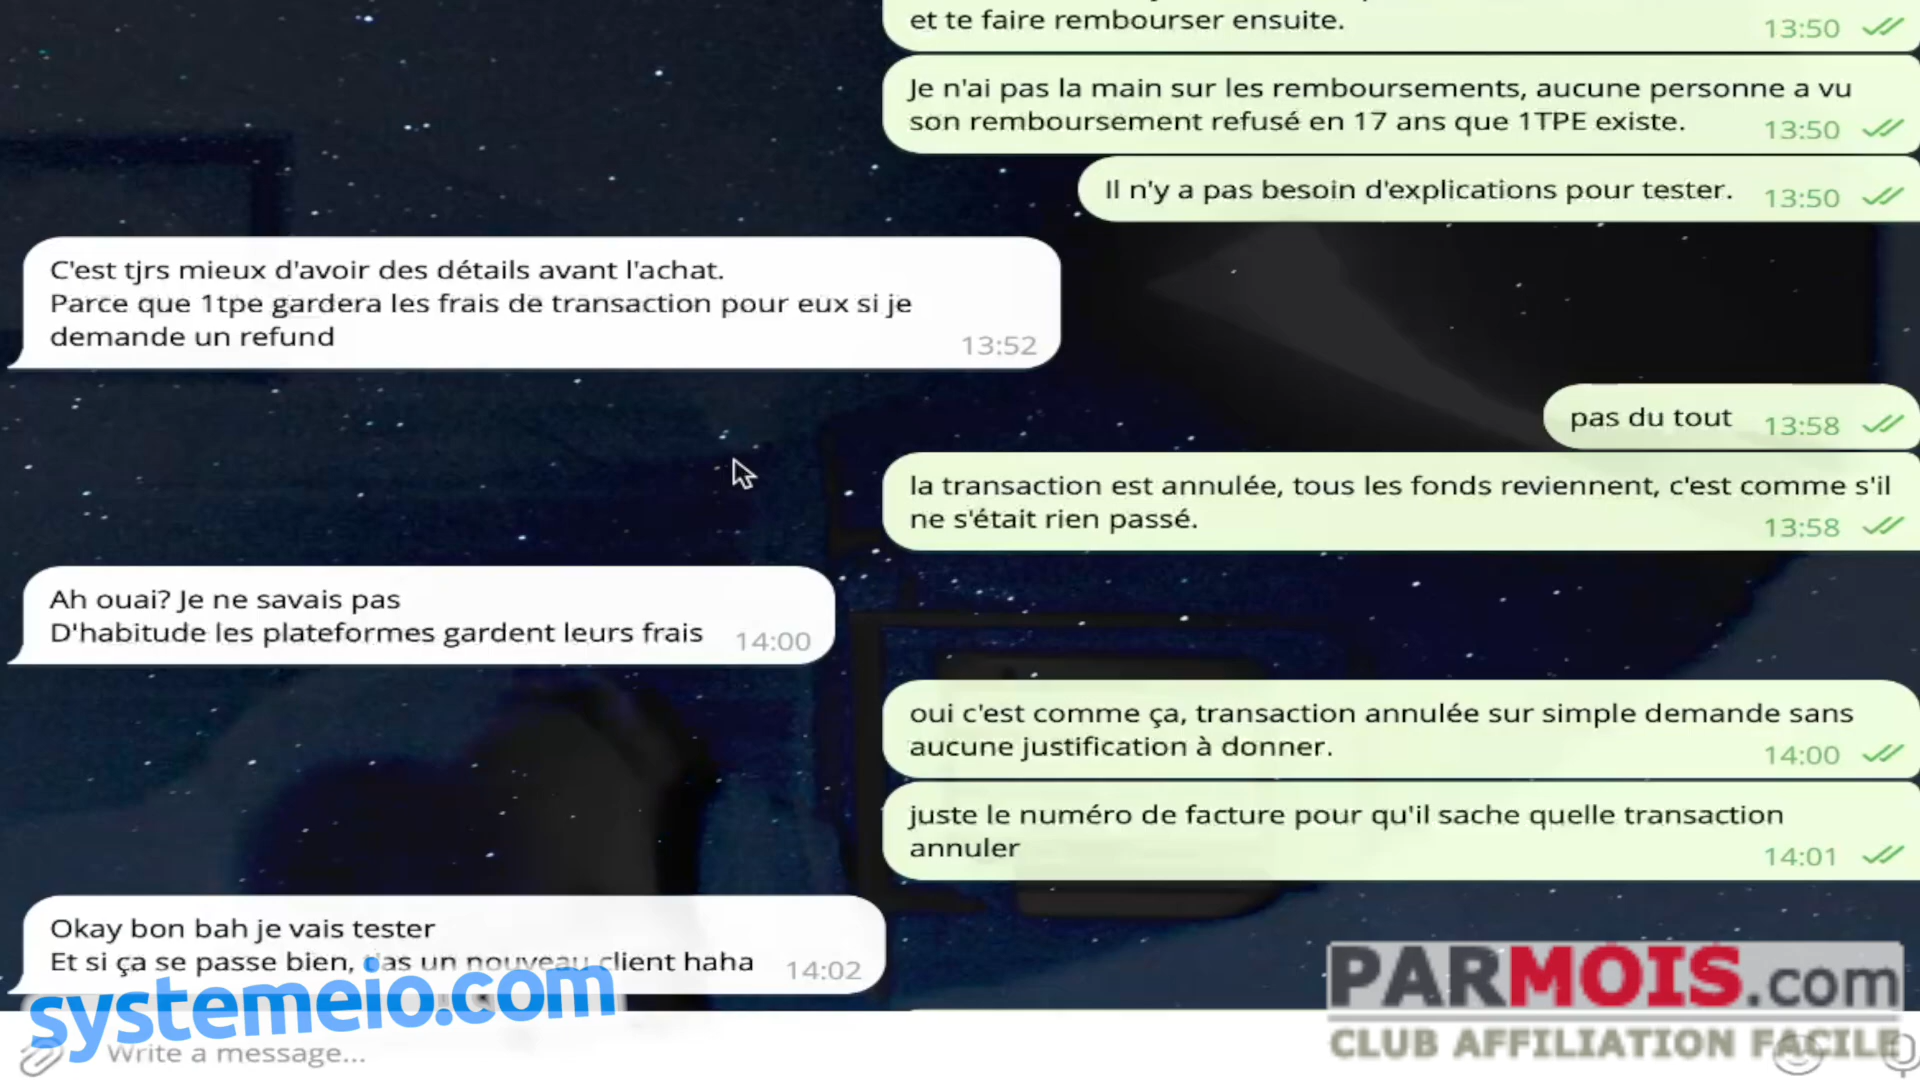 et te faire rembourser ensuite.
13:50
Je n'ai pas la main sur les remboursements, aucune personne a vu
son remboursement refusé en 17 ans que 1TPE existe.
13:50
Il n'y a pas besoin d'explications pour tester.
13:50
C'est tjrs mieux d'avoir des détails avant l'achat.
Parce que 1tpe gardera les frais de transaction pour eux si je
demande un refund
13:52
pas du tout
13:58
la transaction est annulée, tous les fonds reviennent, c'est comme s'il
ne s'était rien passé.
13:58
Ah ouai? Je ne savais pas
D'habitude les plateformes gardent leurs frais
14:00
oui c'est comme ça, transaction annulée sur simple demande sans
aucune justification à donner.
14:00
juste le numéro de facture pour qu'il sache quelle transaction
annuler
14:01
Okay bon bah je vais tester
Et si ça se passe bien, t'as un nouveau client haha
14:02
systemeio.com
PARMOIS.com
CLUB AFFILIATION FACILE
Write a message...